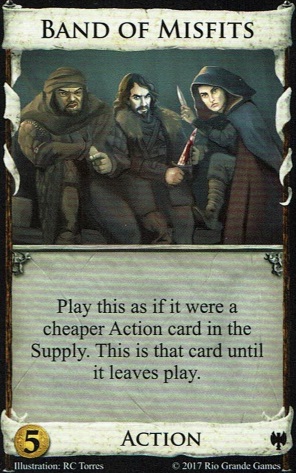 Band of Misfits
Play this as if it were a
cheaper Action card in the
Supply. This is that card until
it leaves play.
5
Action
Illustration: RC Torres
© 2017 Rio Grande Games